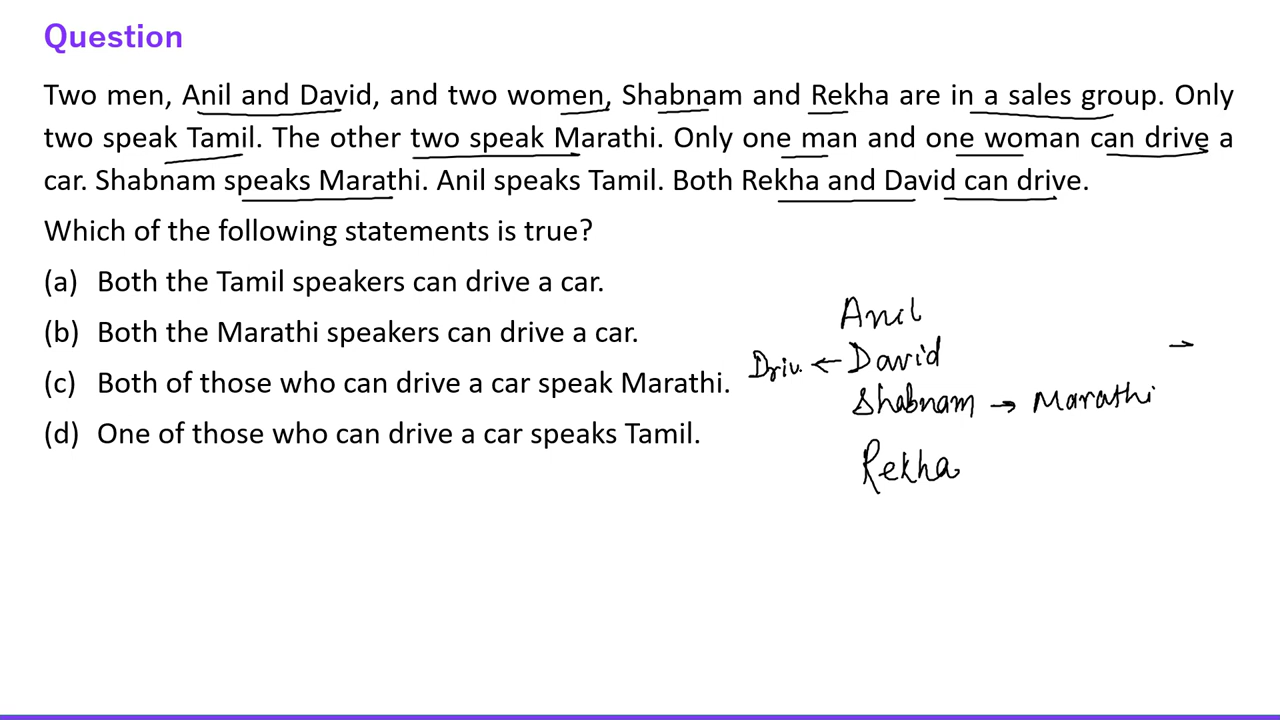 Question
Two men, Anil and David, and two women, Shabnam and Rekha are in a sales group. Only
two speak Tamil. The other two speak Marathi. Only one man and one woman can drive a
car. Shabnam speaks Marathi. Anil speaks Tamil. Both Rekha and David can drive.
Which of the following statements is true?
(a) Both the Tamil speakers can drive a car.
(b) Both the Marathi speakers can drive a car.
(c) Both of those who can drive a car speak Marathi.
(d) One of those who can drive a car speaks Tamil.
Anil
Driv. ← David →
Shabnam → Marathi
Rekha